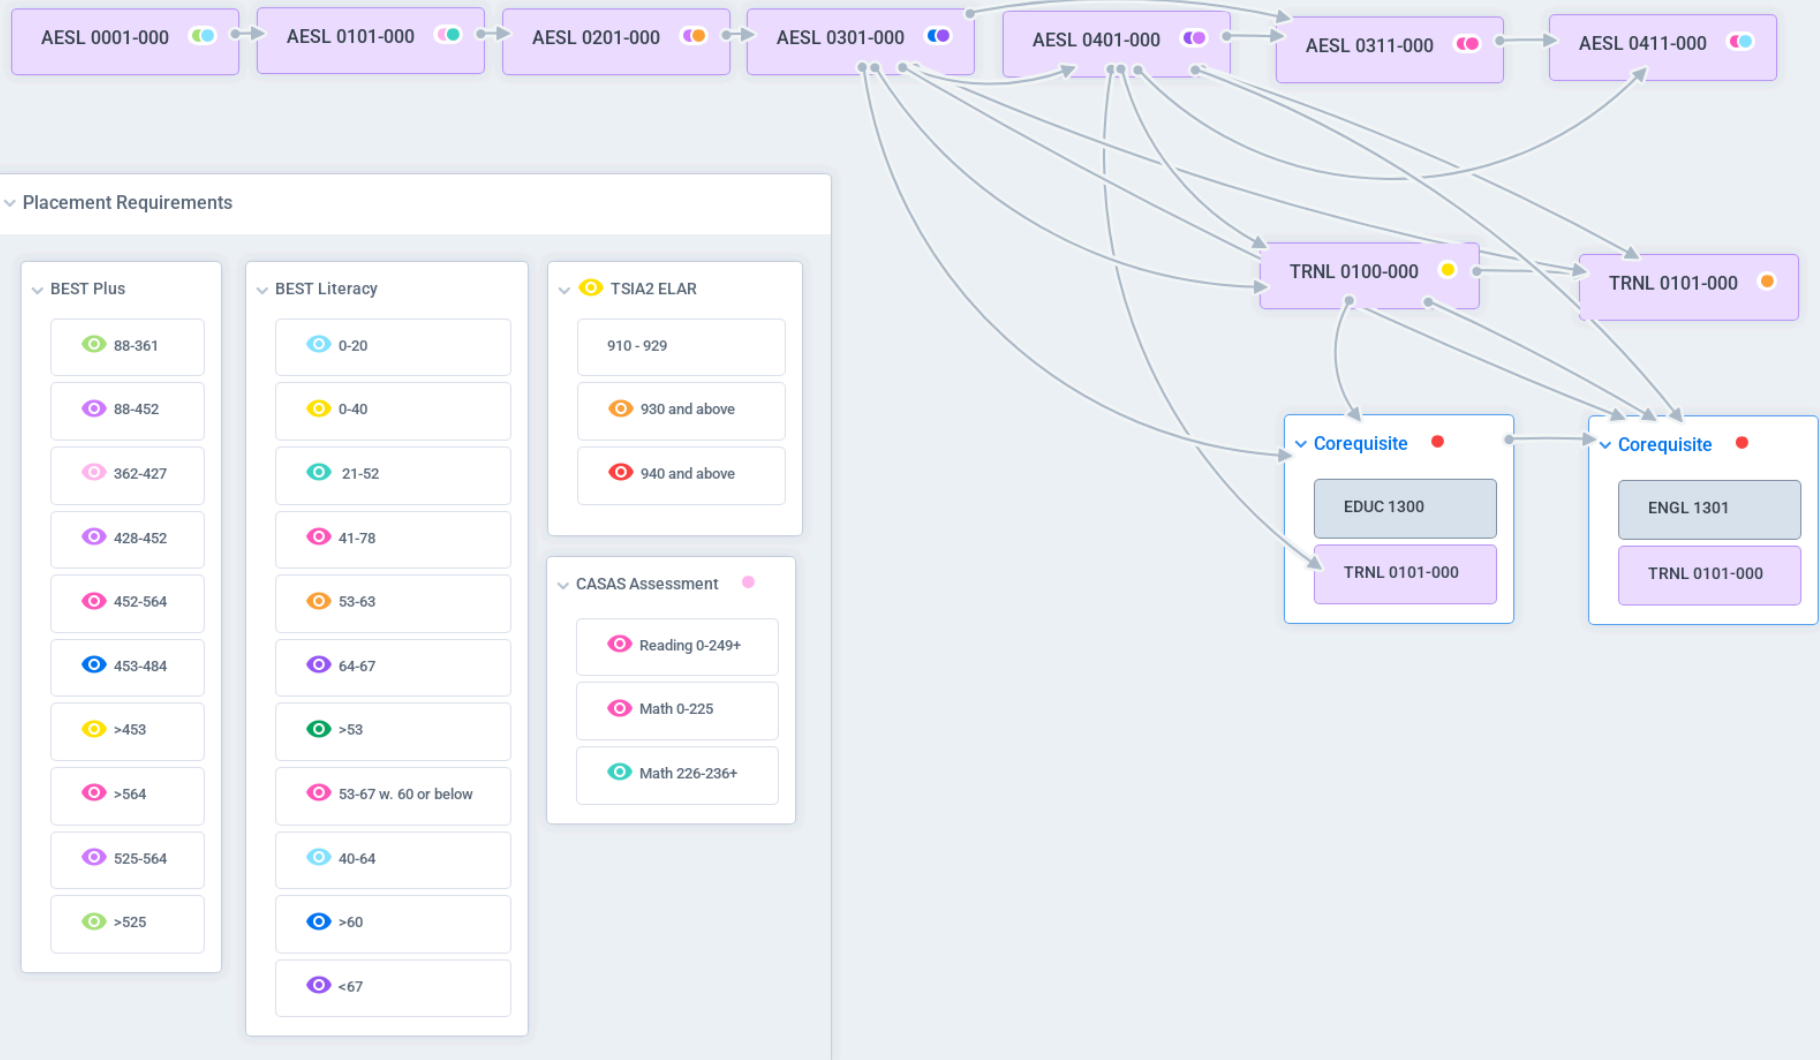 AESL 0001-000
AESL 0101-000
AESL 0201-000
AESL 0301-000
AESL 0401-000
AESL 0311-000
AESL 0411-000
Placement Requirements
BEST Plus
88-361
88-452
362-427
428-452
452-564
453-484
>453
>564
525-564
>525
BEST Literacy
0-20
0-40
21-52
41-78
53-63
64-67
>53
53-67 w. 60 or below
40-64
>60
<67
TSIA2 ELAR
910 - 929
930 and above
940 and above
CASAS Assessment
Reading 0-249+
Math 0-225
Math 226-236+
TRNL 0100-000
TRNL 0101-000
Corequisite
EDUC 1300
TRNL 0101-000
Corequisite
ENGL 1301
TRNL 0101-000